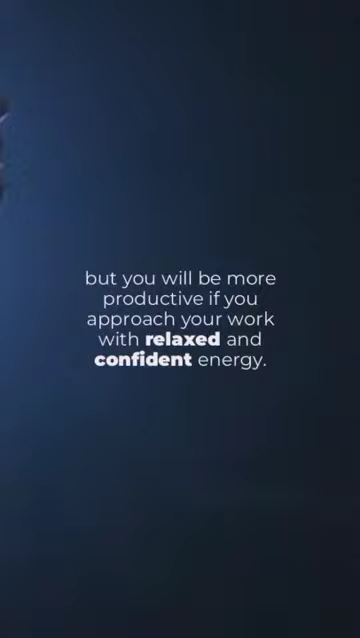 but you will be more
productive if you
approach your work
with relaxed and
confident energy.